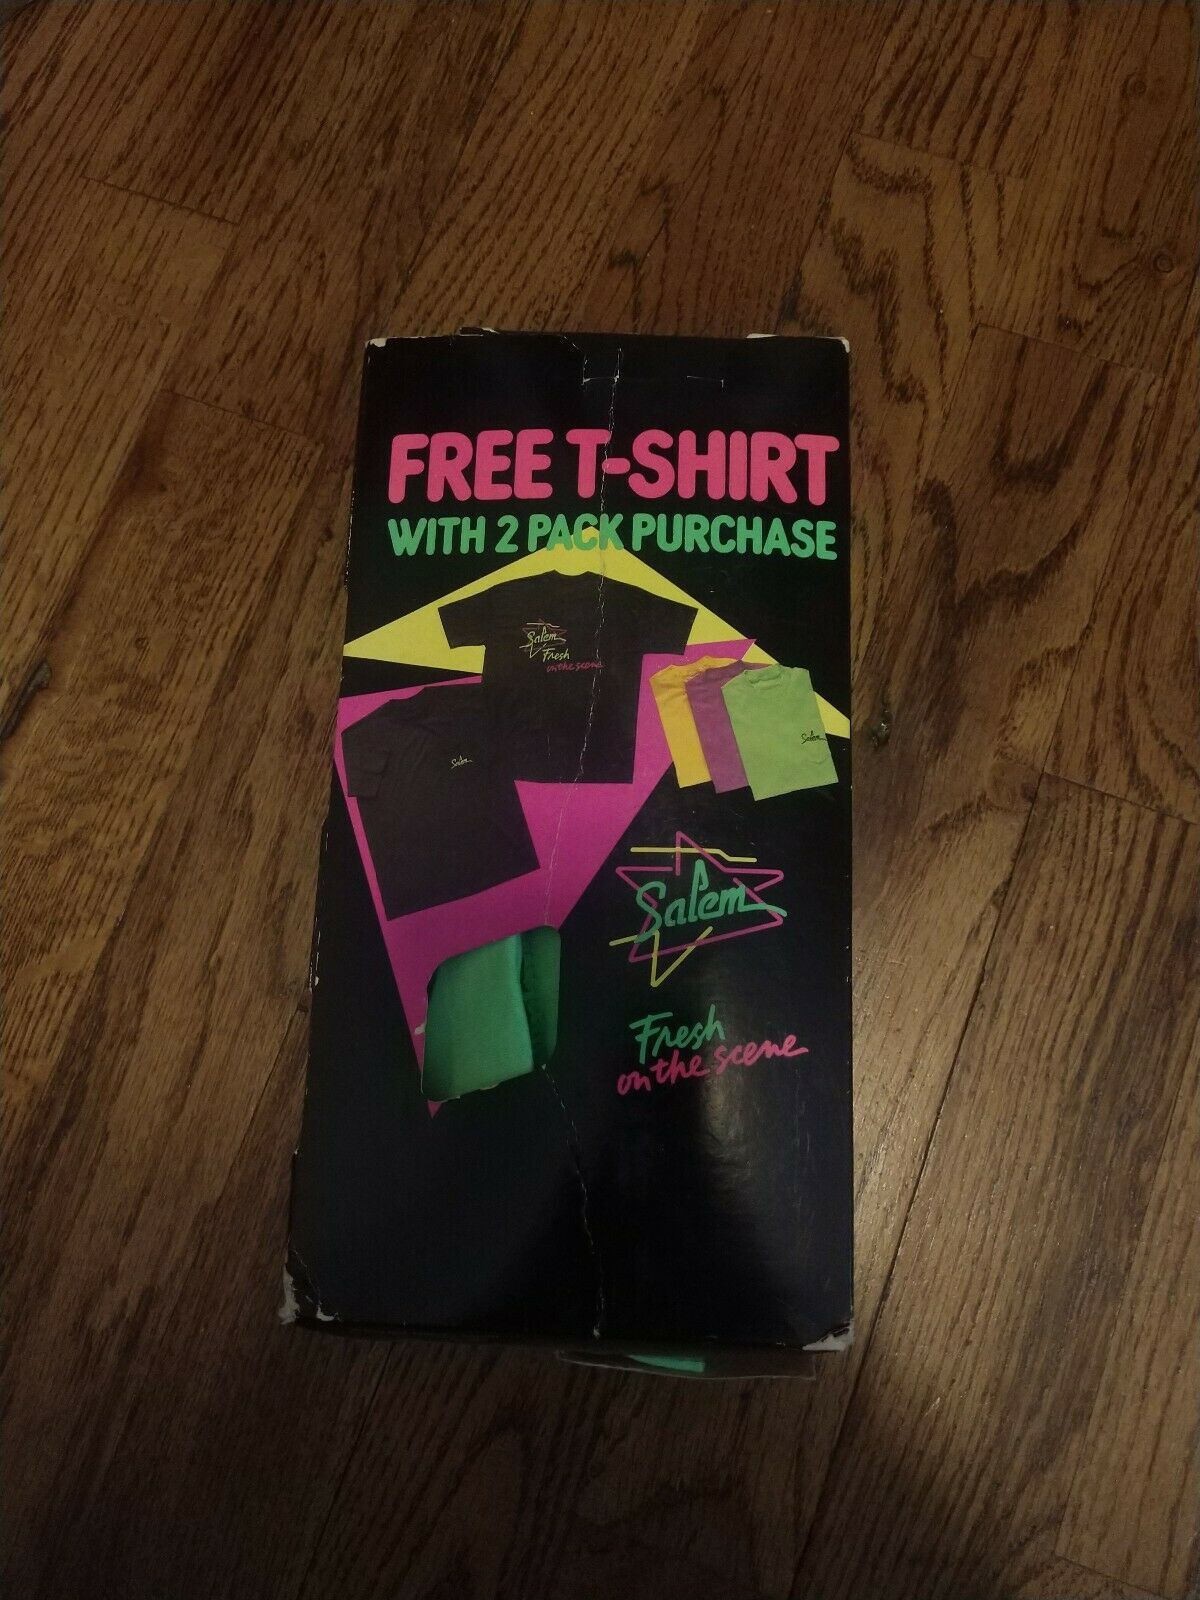 FREE T-SHIRT
WITH 2 PACK PURCHASE
Salem
Fresh
on the scene
Salem
Salem
Salem
Fresh
on the scene